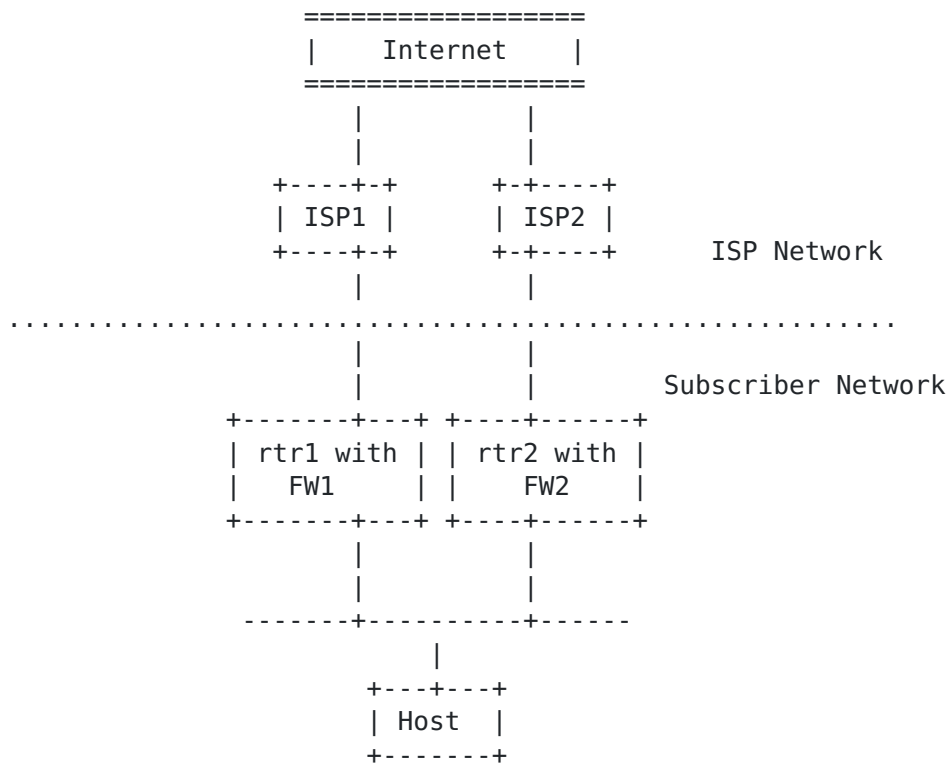 ==================
|    Internet    |
==================
|          |
|          |
+----+-+      +-+----+
| ISP1 |      | ISP2 |
+----+-+      +-+----+      ISP Network
|          |
.........................................................
|          |
|          |        Subscriber Network
+-------+---+ +----+------+
| rtr1 with | | rtr2 with |
|   FW1     | |    FW2    |
+-------+---+ +----+------+
|          |
|          |
-------+----------+------
|
+---+---+
| Host  |
+-------+